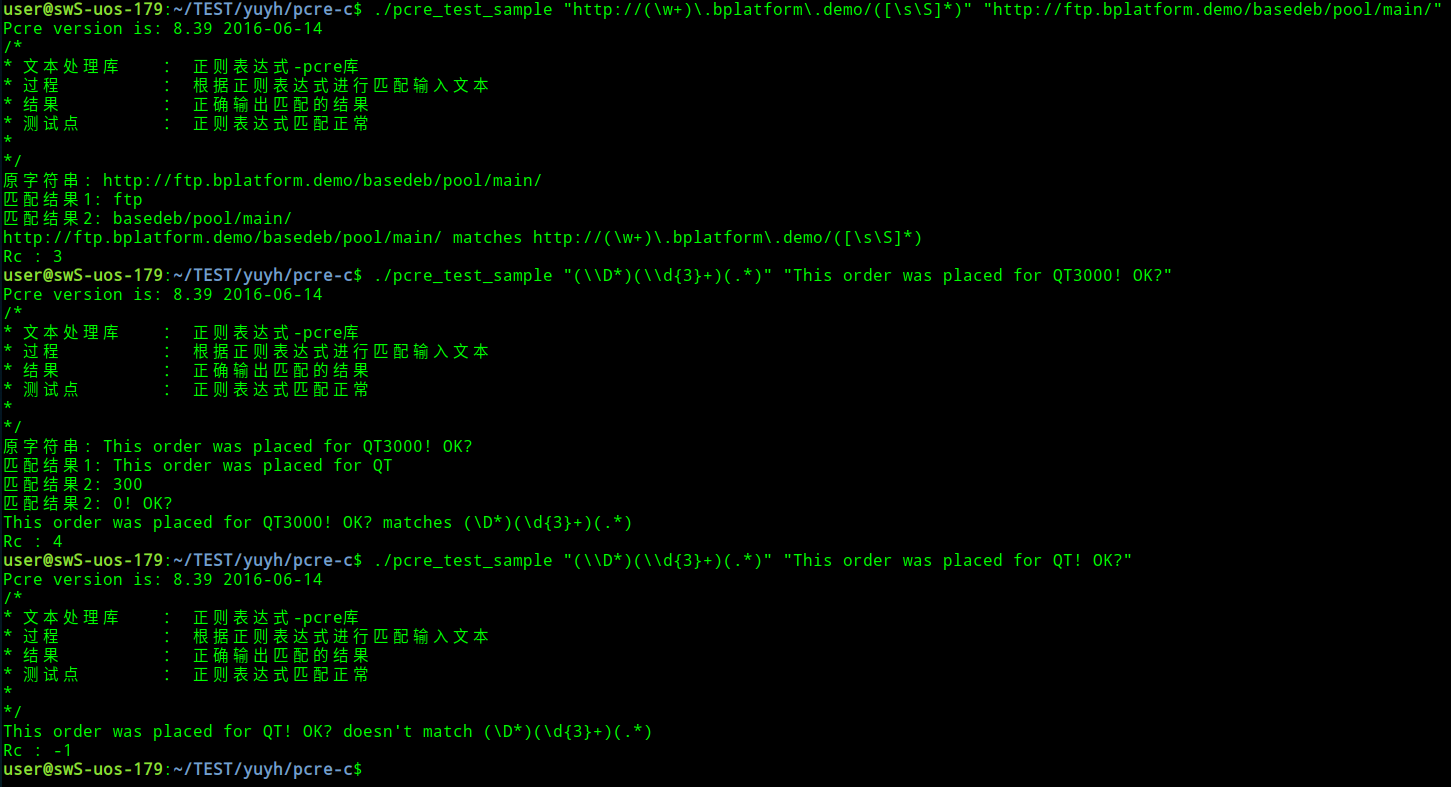 user@swS-uos-179:~/TEST/yuyh/pcre-c$ ./pcre_test_sample "http://(\w+)\.bplatform\.demo/([\s\S]*)" "http://ftp.bplatform.demo/basedeb/pool/main/"
Pcre version is: 8.39 2016-06-14
/*
* 文本处理库 : 正则表达式-pcre库
* 过程 : 根据正则表达式进行匹配输入文本
* 结果 : 正确输出匹配的结果
* 测试点 : 正则表达式匹配正常
*
*/
原字符串: http://ftp.bplatform.demo/basedeb/pool/main/
匹配结果1: ftp
匹配结果2: basedeb/pool/main/
http://ftp.bplatform.demo/basedeb/pool/main/ matches http://(\w+)\.bplatform\.demo/([\s\S]*)
Rc : 3
user@swS-uos-179:~/TEST/yuyh/pcre-c$ ./pcre_test_sample "(\\D*)(\\d{3}+)(.*)" "This order was placed for QT3000! OK?"
Pcre version is: 8.39 2016-06-14
/*
* 文本处理库 : 正则表达式-pcre库
* 过程 : 根据正则表达式进行匹配输入文本
* 结果 : 正确输出匹配的结果
* 测试点 : 正则表达式匹配正常
*
*/
原字符串: This order was placed for QT3000! OK?
匹配结果1: This order was placed for QT
匹配结果2: 300
匹配结果2: 0! OK?
This order was placed for QT3000! OK? matches (\D*)(\d{3}+)(.*)
Rc : 4
user@swS-uos-179:~/TEST/yuyh/pcre-c$ ./pcre_test_sample "(\\D*)(\\d{3}+)(.*)" "This order was placed for QT! OK?"
Pcre version is: 8.39 2016-06-14
/*
* 文本处理库 : 正则表达式-pcre库
* 过程 : 根据正则表达式进行匹配输入文本
* 结果 : 正确输出匹配的结果
* 测试点 : 正则表达式匹配正常
*
*/
This order was placed for QT! OK? doesn't match (\D*)(\d{3}+)(.*)
Rc : -1
user@swS-uos-179:~/TEST/yuyh/pcre-c$